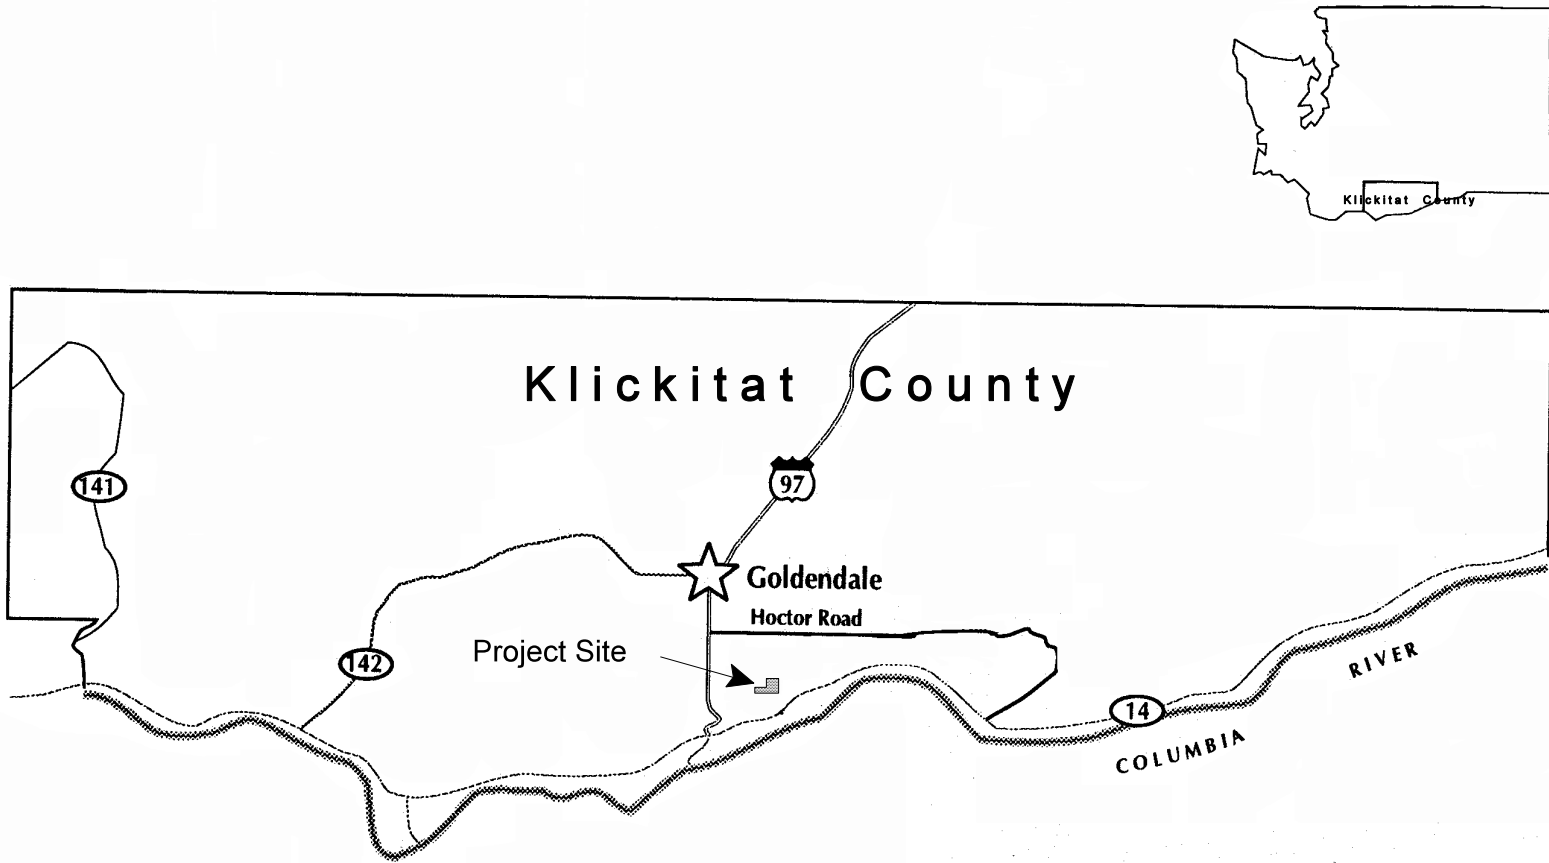 Klickitat County
Klickitat County
141
97
Goldendale
Hoctor Road
Project Site
142
14
RIVER
COLUMBIA